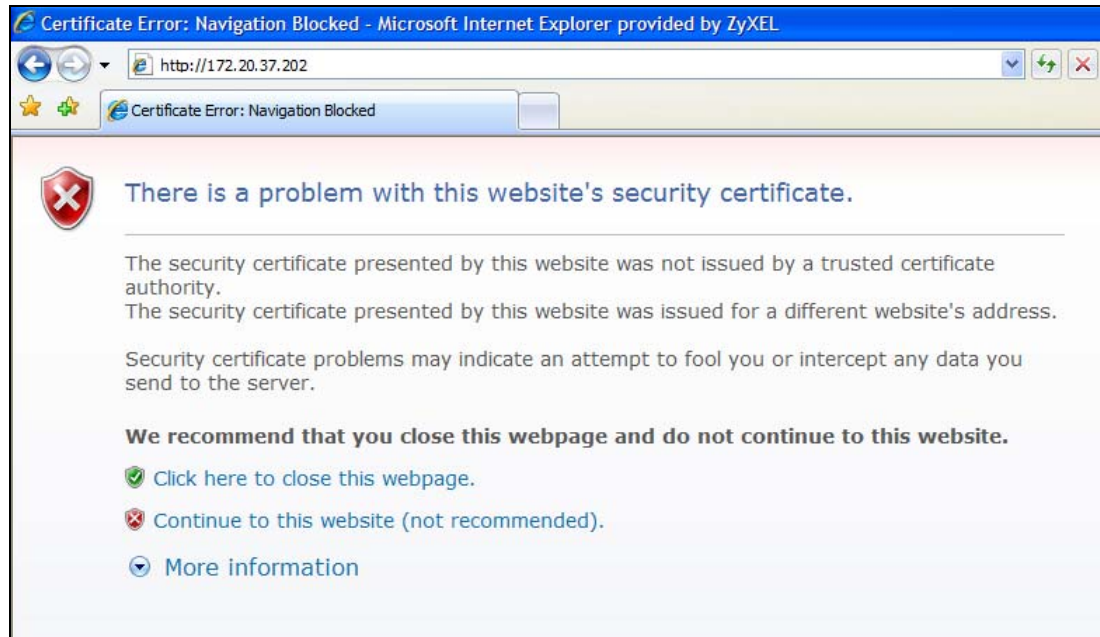 Certificate Error: Navigation Blocked - Microsoft Internet Explorer provided by ZyXEL
http://172.20.37.202
Certificate Error: Navigation Blocked
There is a problem with this website's security certificate.
The security certificate presented by this website was not issued by a trusted certificate
authority.
The security certificate presented by this website was issued for a different website's address.
Security certificate problems may indicate an attempt to fool you or intercept any data you
send to the server.
We recommend that you close this webpage and do not continue to this website.
Click here to close this webpage.
Continue to this website (not recommended).
More information